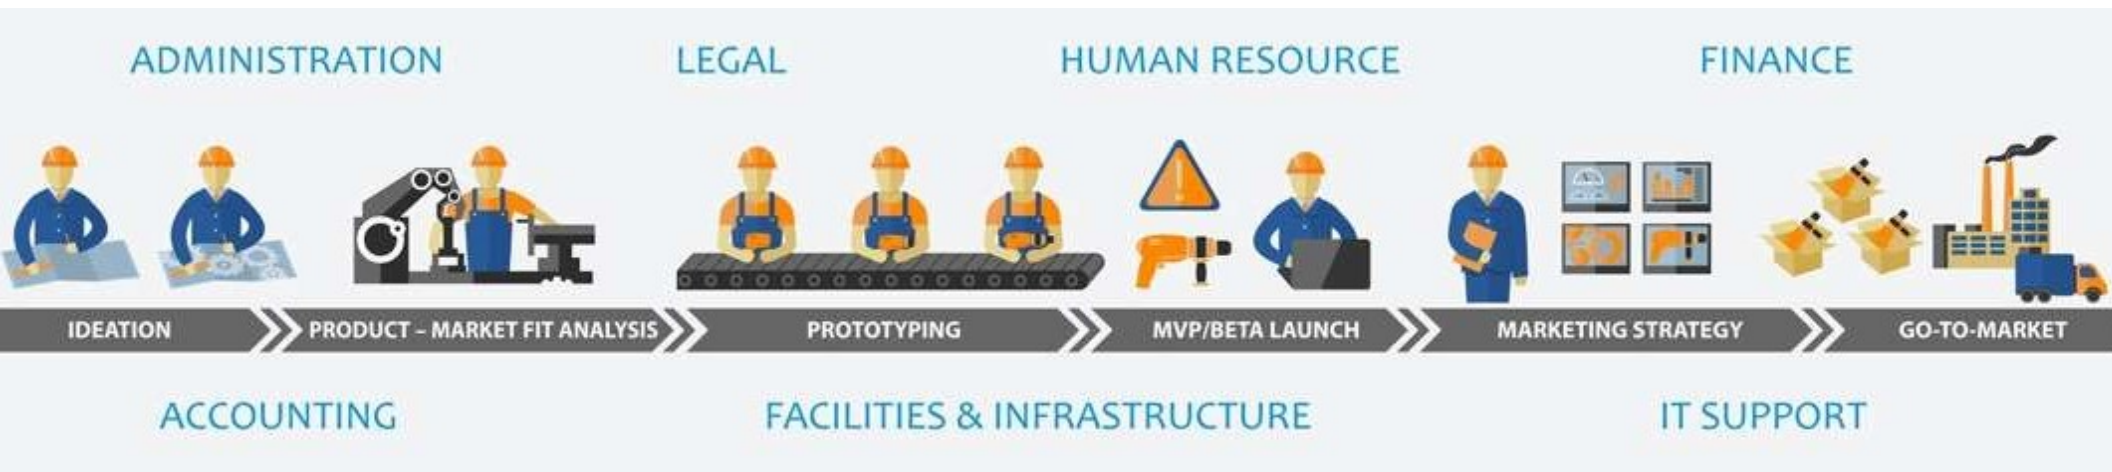 ADMINISTRATION LEGAL HUMAN RESOURCE FINANCE
IDEATION PRODUCT – MARKET FIT ANALYSIS PROTOTYPING MVP/BETA LAUNCH MARKETING STRATEGY GO-TO-MARKET
ACCOUNTING FACILITIES & INFRASTRUCTURE IT SUPPORT